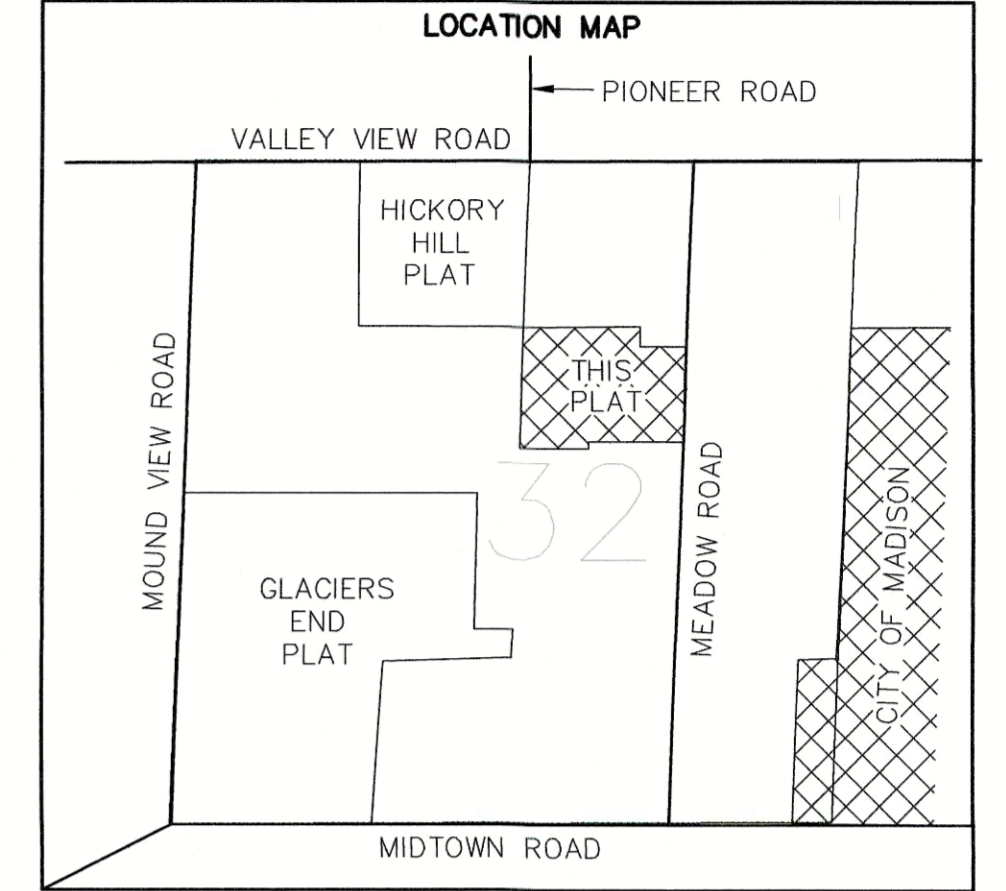 LOCATION MAP
PIONEER ROAD
VALLEY VIEW ROAD
HICKORY
HILL
PLAT
THIS
PLAT
MOUND VIEW ROAD
32
MEADOW ROAD
CITY OF MADISON
GLACIERS
END
PLAT
MIDTOWN ROAD